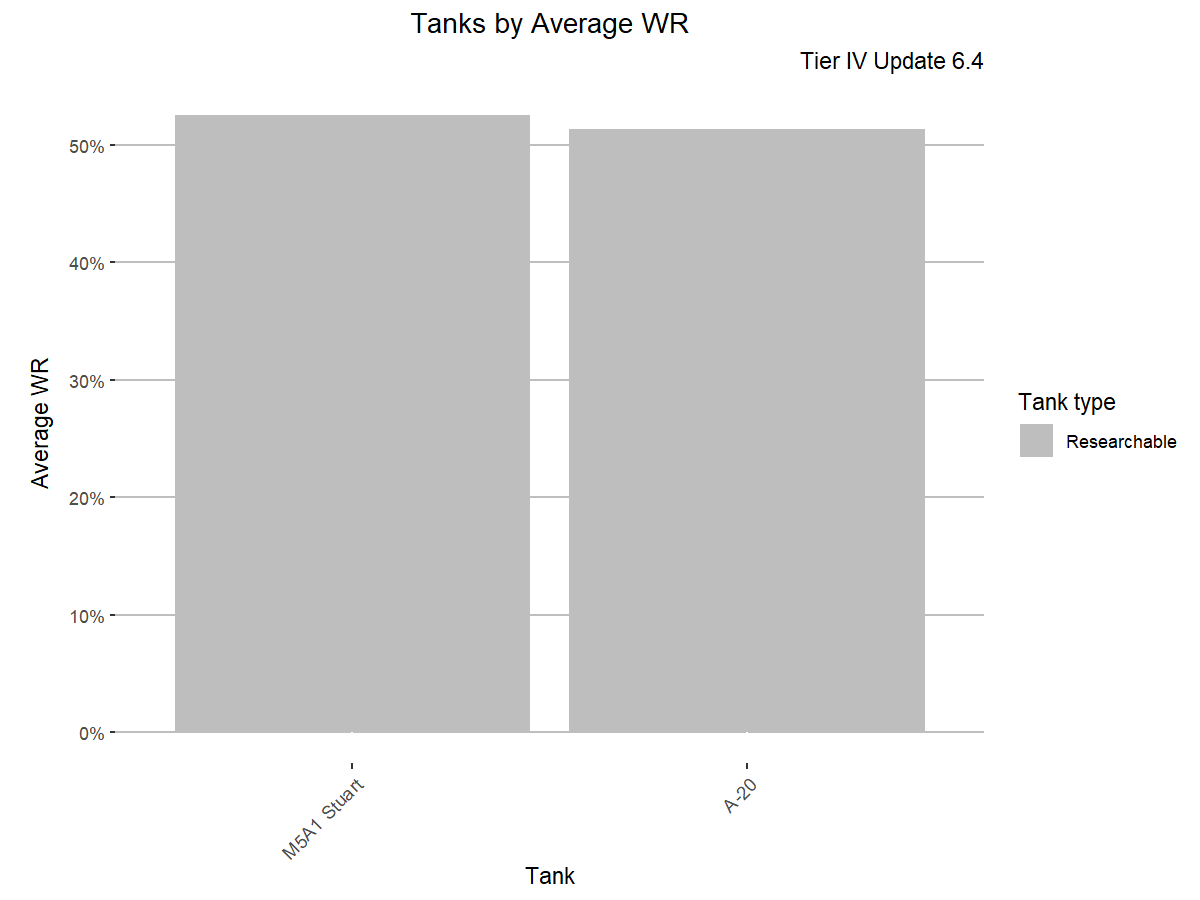 Tanks by Average WR
Tier IV Update 6.4
Average WR
50%
40%
30%
20%
10%
0%
M5A1 Stuart
A-20
Tank
Tank type
Researchable